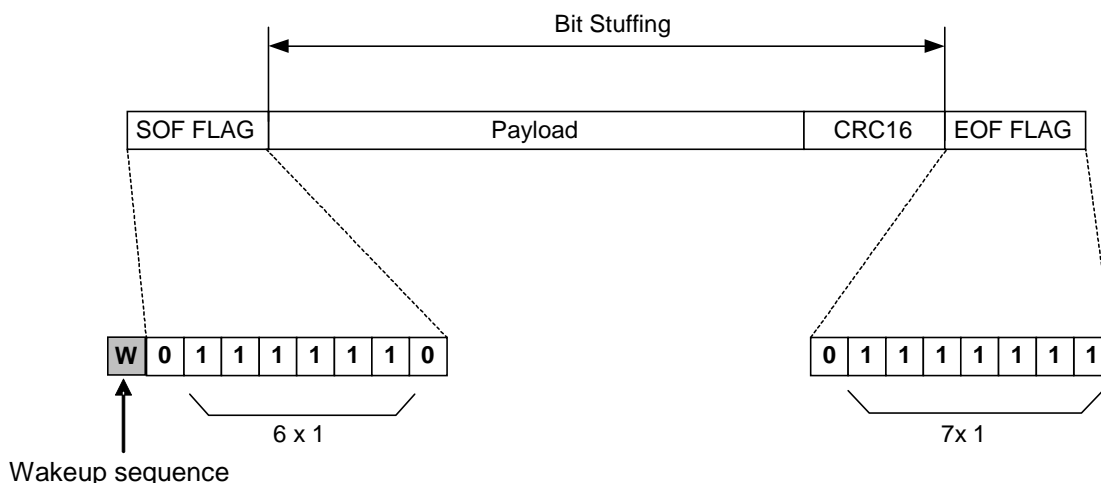 Bit Stuffing
SOF FLAG Payload CRC16 EOF FLAG
W 0 1 1 1 1 1 1 0 0 1 1 1 1 1 1 1
6 x 1 7x 1
Wakeup sequence